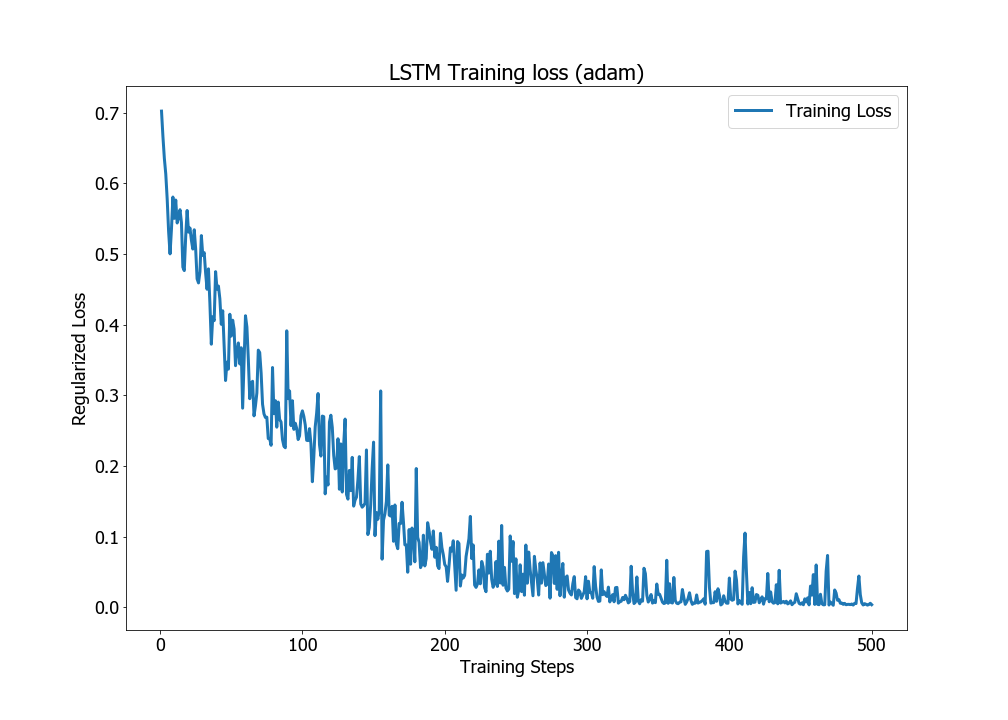 LSTM Training loss (adam)
Training Loss
Regularized Loss
0.7
0.6
0.5
0.4
0.3
0.2
0.1
0.0
0 100 200 300 400 500
Training Steps